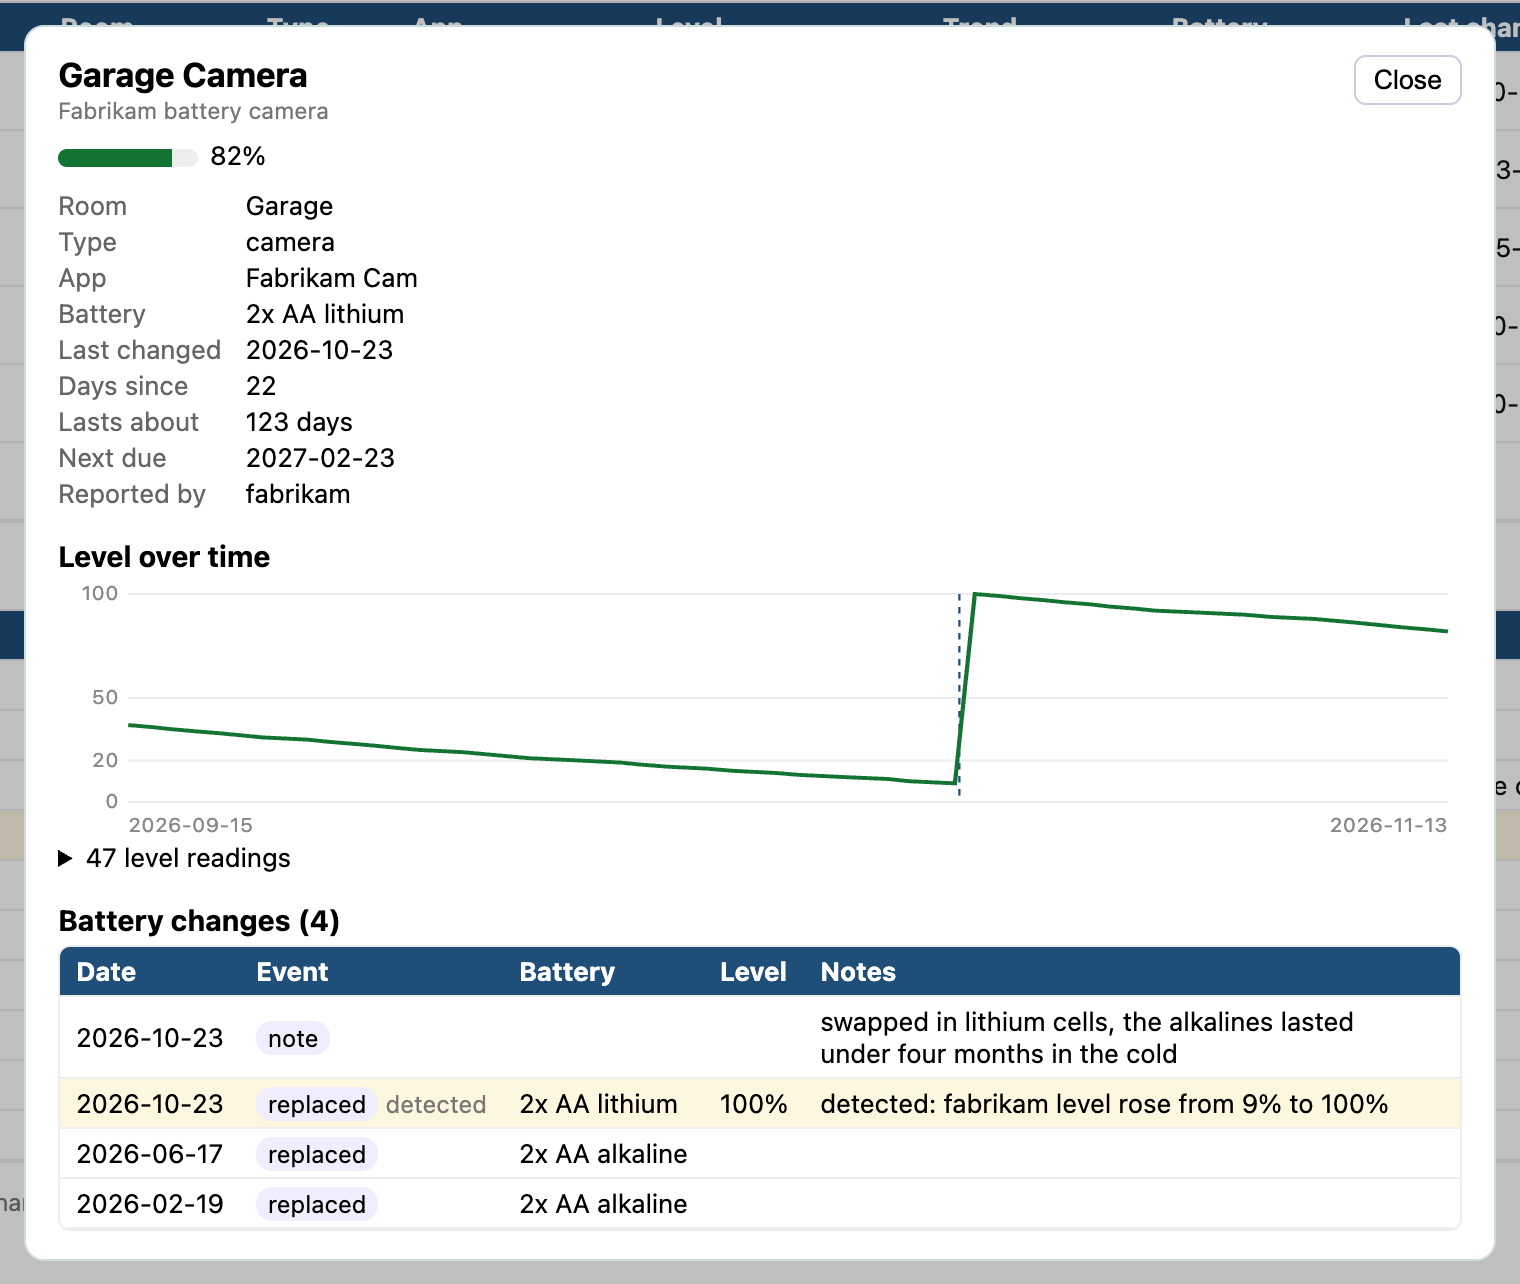 Garage Camera
Close
Fabrikam battery camera
82%
Room Garage
Type camera
App Fabrikam Cam
Battery 2x AA lithium
Last changed 2026-10-23
Days since 22
Lasts about 123 days
Next due 2027-02-23
Reported by fabrikam
Level over time
100
50
20
0
2026-09-15 2026-11-13
47 level readings
Battery changes (4)
Date Event Battery Level Notes
2026-10-23 note swapped in lithium cells, the alkalines lasted
under four months in the cold
2026-10-23 replaced detected 2x AA lithium 100% detected: fabrikam level rose from 9% to 100%
2026-06-17 replaced 2x AA alkaline
2026-02-19 replaced 2x AA alkaline